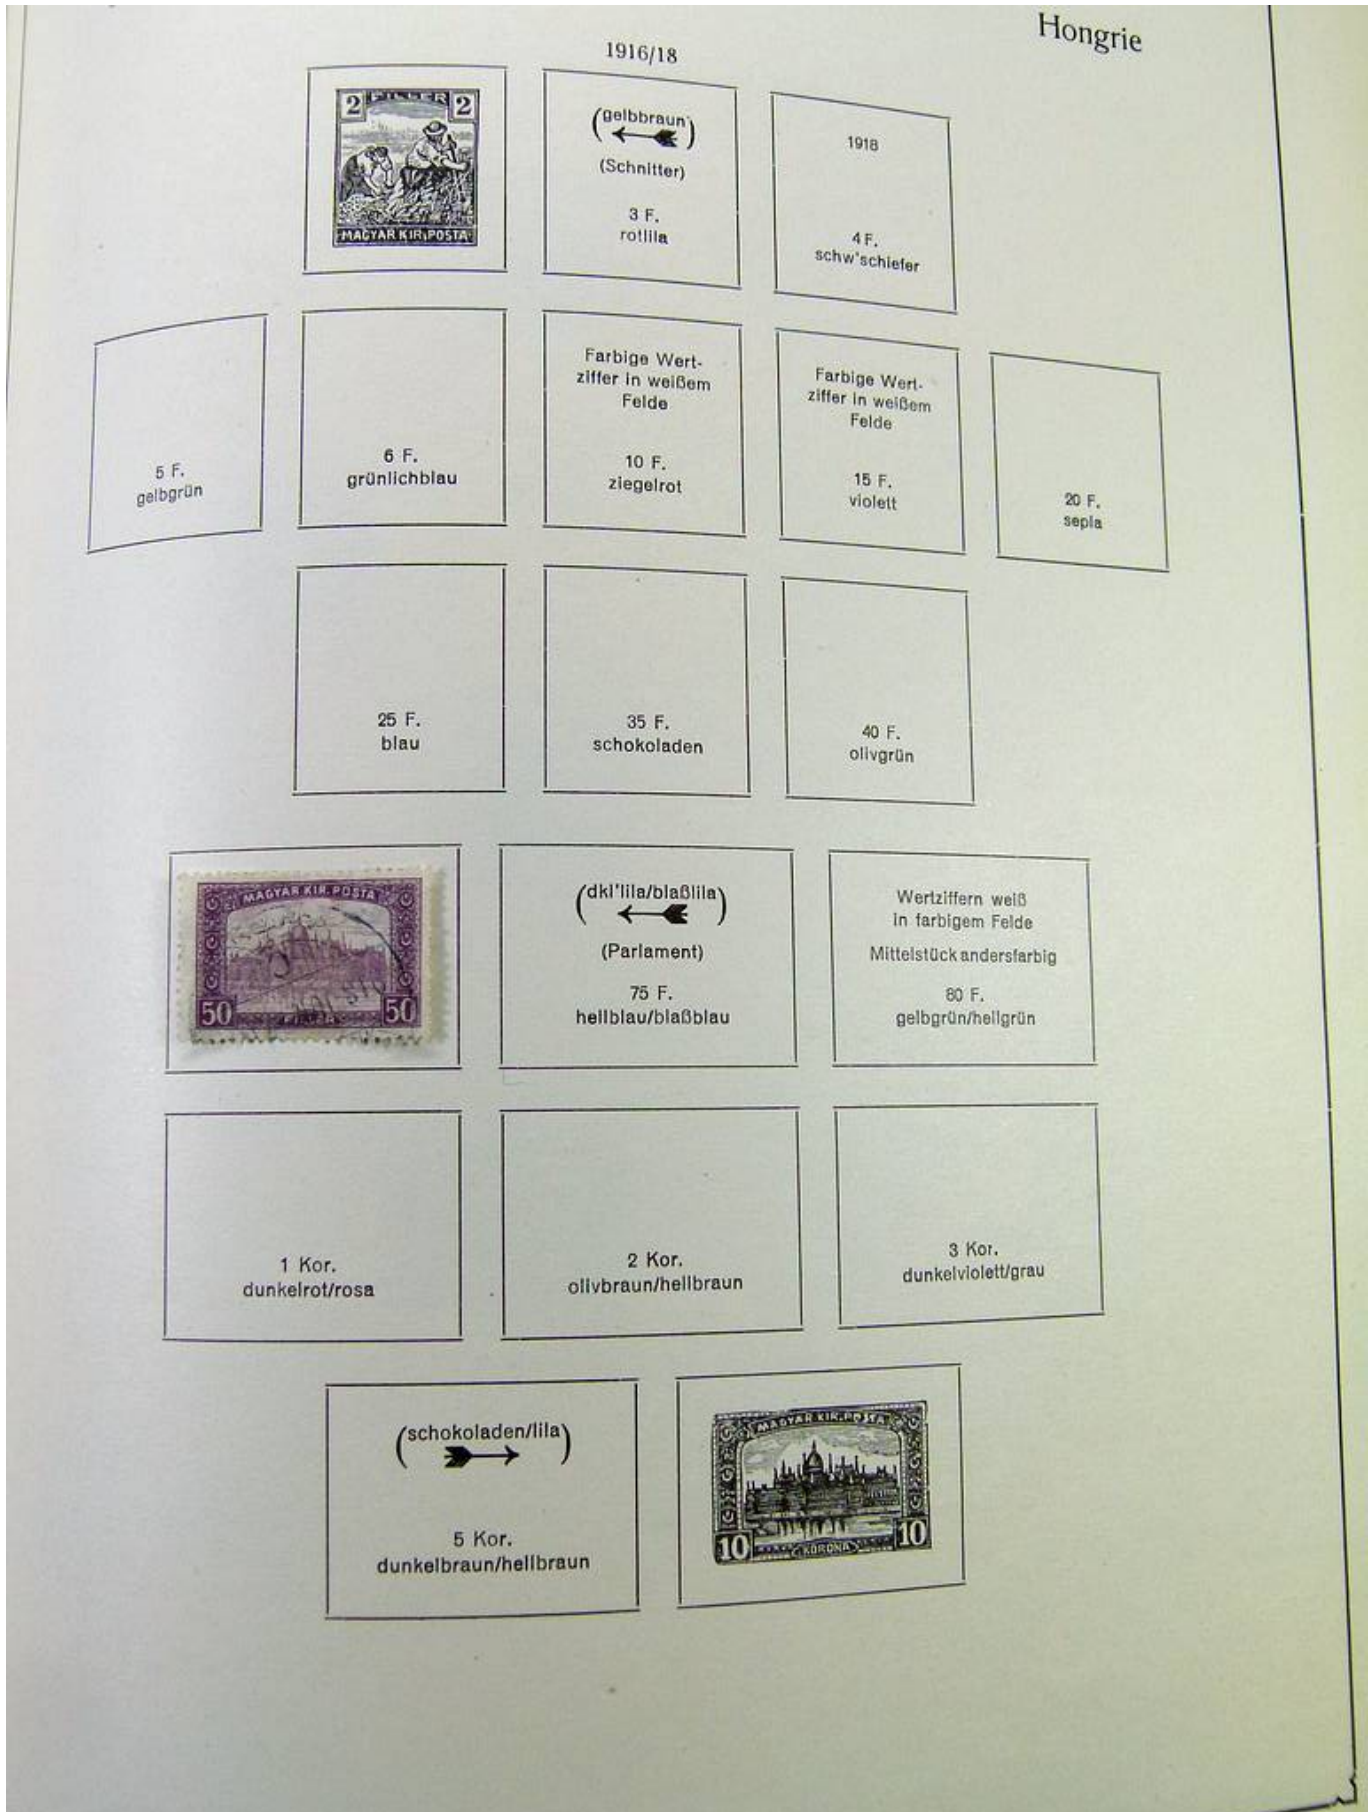 Hongrie
1916/18
2 FILLER 2
MAGYAR KIR. POSTA
(gelbbraun)
(Schnitter)
3 F.
rotlila
1918
4 F.
schw'schiefer
5 F.
gelbgrün
6 F.
grünlichblau
Farbige Wert-
ziffer in weißem
Felde
10 F.
ziegelrot
Farbige Wert-
ziffer in weißem
Felde
15 F.
violett
20 F.
sepia
25 F.
blau
35 F.
schokoladen
40 F.
olivgrün
MAGYAR KIR. POSTA
50 FILLER 50
(dkl'lila/blaßlila)
(Parlament)
75 F.
hellblau/blaßblau
Wertziffern weiß
in farbigem Felde
Mittelstück andersfarbig
80 F.
gelbgrün/hellgrün
1 Kor.
dunkelrot/rosa
2 Kor.
olivbraun/hellbraun
3 Kor.
dunkelviolett/grau
(schokoladen/lila)
5 Kor.
dunkelbraun/hellbraun
MAGYAR KIR. POSTA
10 KORONA 10